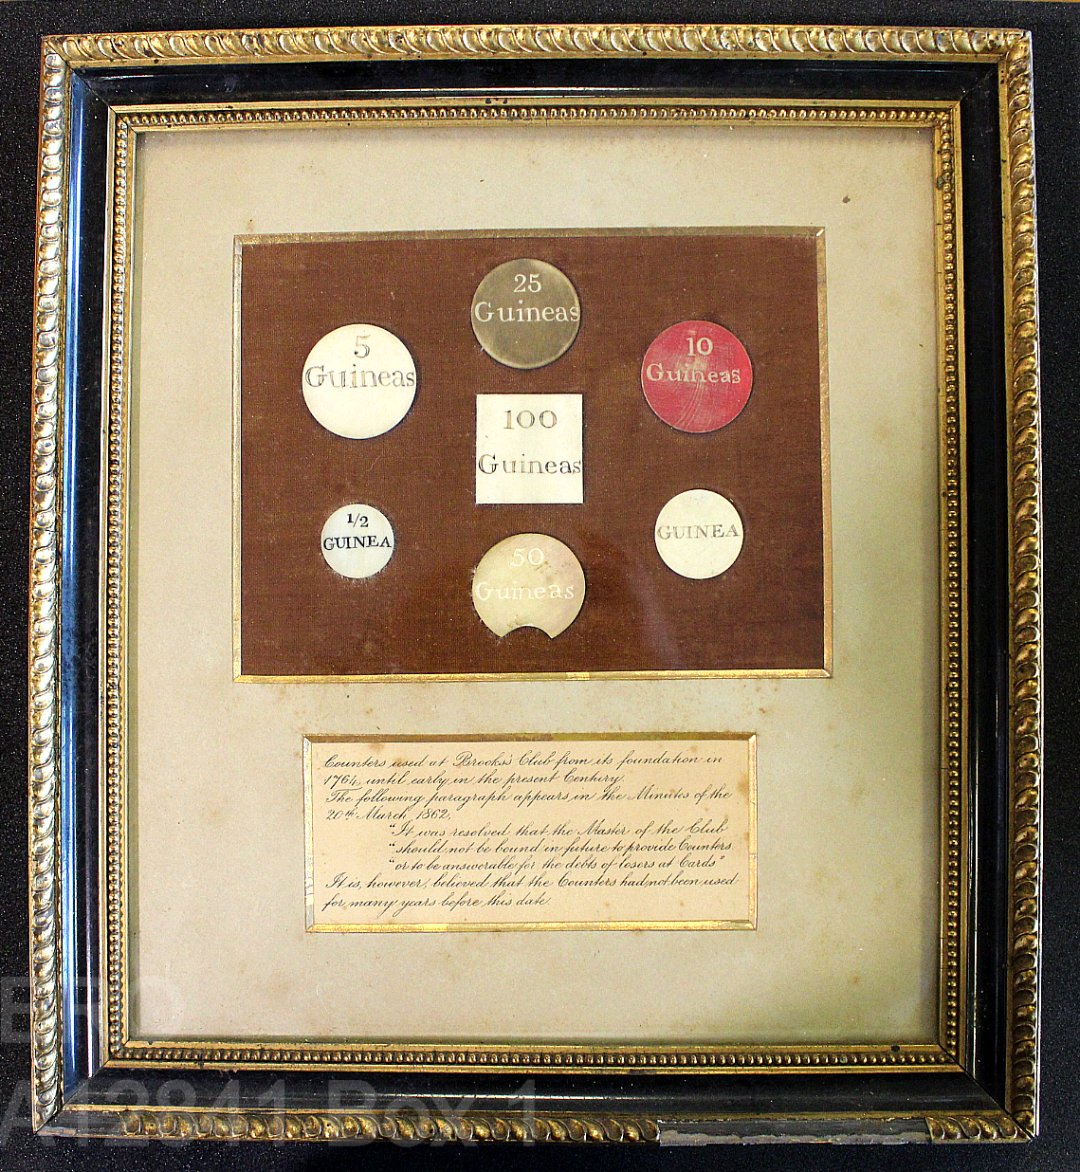 25
Guineas
5
Guineas
10
Guineas
100
Guineas
1/2
GUINEA
GUINEA
50
Guineas
Counters used at Brooks's Club from its foundation in
1764, until early in the present Century.
The following paragraph appears in the Minutes of the
20th March 1862.
"It was resolved that the Master of the Club
"should not be bound in future to provide Counters
"or to be answerable for the debts of losers at Cards"
It is, however, believed that the Counters had not been used
for many years before this date.
A12841 Box 1